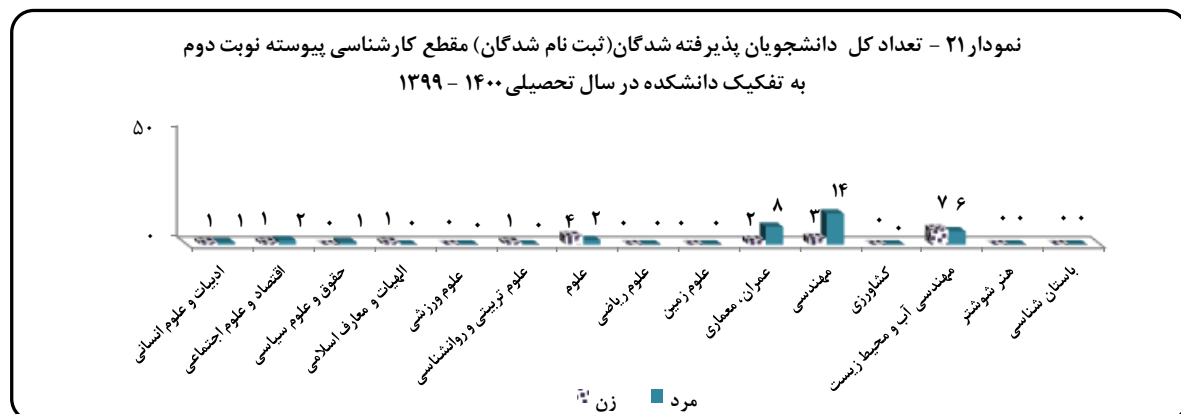 نمودار ۲۱ - تعداد کل دانشجویان پذیرفته شدگان(ثبت نام شدگان) مقطع کارشناسی پیوسته نوبت دوم
به تفکیک دانشکده در سال تحصیلی ۱۴۰۰ - ۱۳۹۹
۵۰
۰
۱ ۱ ۱ ۲ ۰ ۱ ۱ ۰ ۰ ۰ ۱ ۰ ۴ ۲ ۰ ۰ ۰ ۰ ۲ ۸ ۳ ۱۴ ۰ ۰ ۷ ۶ ۰ ۰ ۰ ۰
ادبیات و علوم انسانی
اقتصاد و علوم اجتماعی
حقوق و علوم سیاسی
الهیات و معارف اسلامی
علوم ورزشی
علوم تربیتی و روانشناسی
علوم
علوم ریاضی
علوم زمین
عمران، معماری
مهندسی
کشاورزی
مهندسی آب و محیط زیست
هنر شوشتر
باستان شناسی
زن
مرد